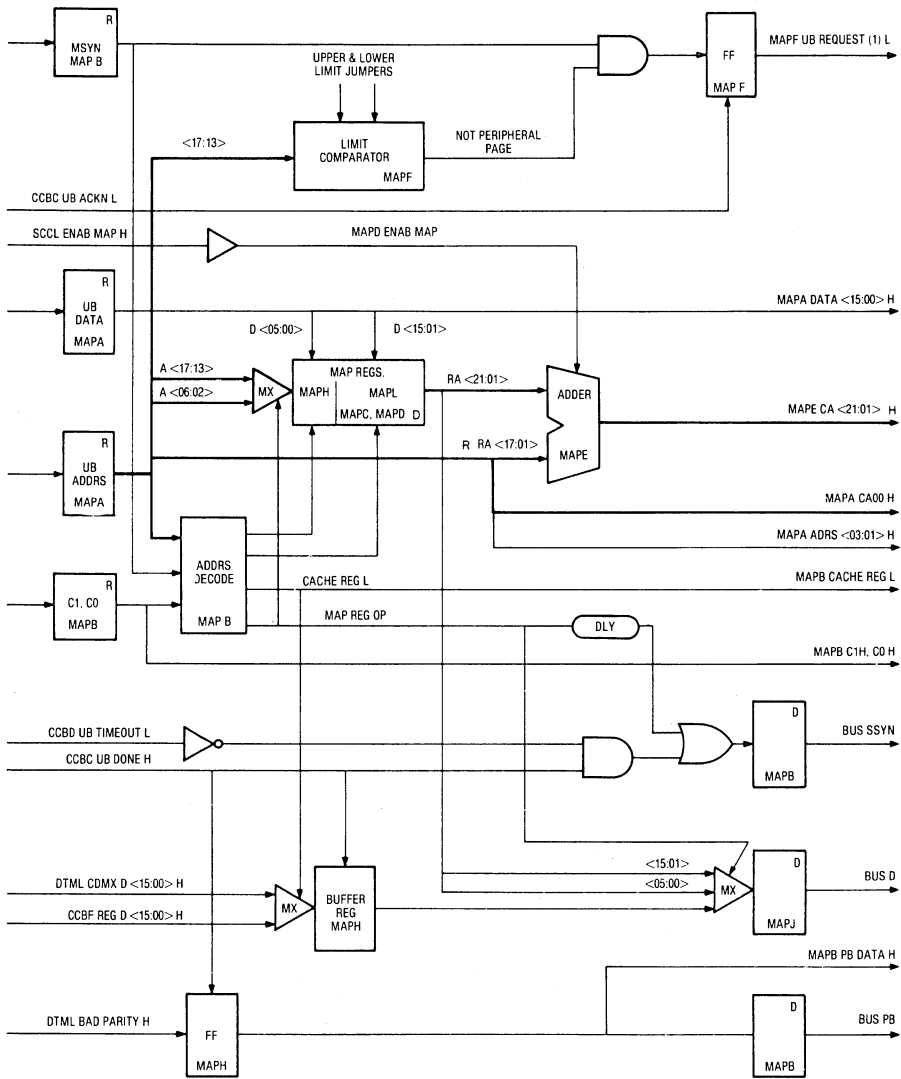 R
MSYN
MAP B
UPPER & LOWER
LIMIT JUMPERS
FF
MAP F
MAPF UB REQUEST (1) L
<17:13>
LIMIT
COMPARATOR
MAPF
NOT PERIPHERAL
PAGE
CCBC UB ACKN L
SCCL ENAB MAP H
MAPD ENAB MAP
R
UB
DATA
MAPA
MAPA DATA <15:00> H
D <05:00>
D <15:01>
A <17:13>
A <06:02>
MX
MAP REGS.
MAPH
MAPL
MAPC, MAPD D
RA <21:01>
ADDER
MAPE
MAPE CA <21:01> H
R
UB
ADDRS
MAPA
R RA <17:01>
MAPA CA00 H
MAPA ADRS <03:01> H
ADDRS
DECODE
MAP B
CACHE REG L
MAPB CACHE REG L
R
C1, C0
MAPB
MAP REG OP
DLY
MAPB C1H, C0 H
CCBD UB TIMEOUT L
CCBC UB DONE H
D
MAPB
BUS SSYN
DTML CDMX D <15:00> H
CCBF REG D <15:00> H
MX
BUFFER
REG
MAPH
<15:01>
<05:00>
MX
D
MAPJ
BUS D
MAPB PB DATA H
DTML BAD PARITY H
FF
MAPH
D
MAPB
BUS PB